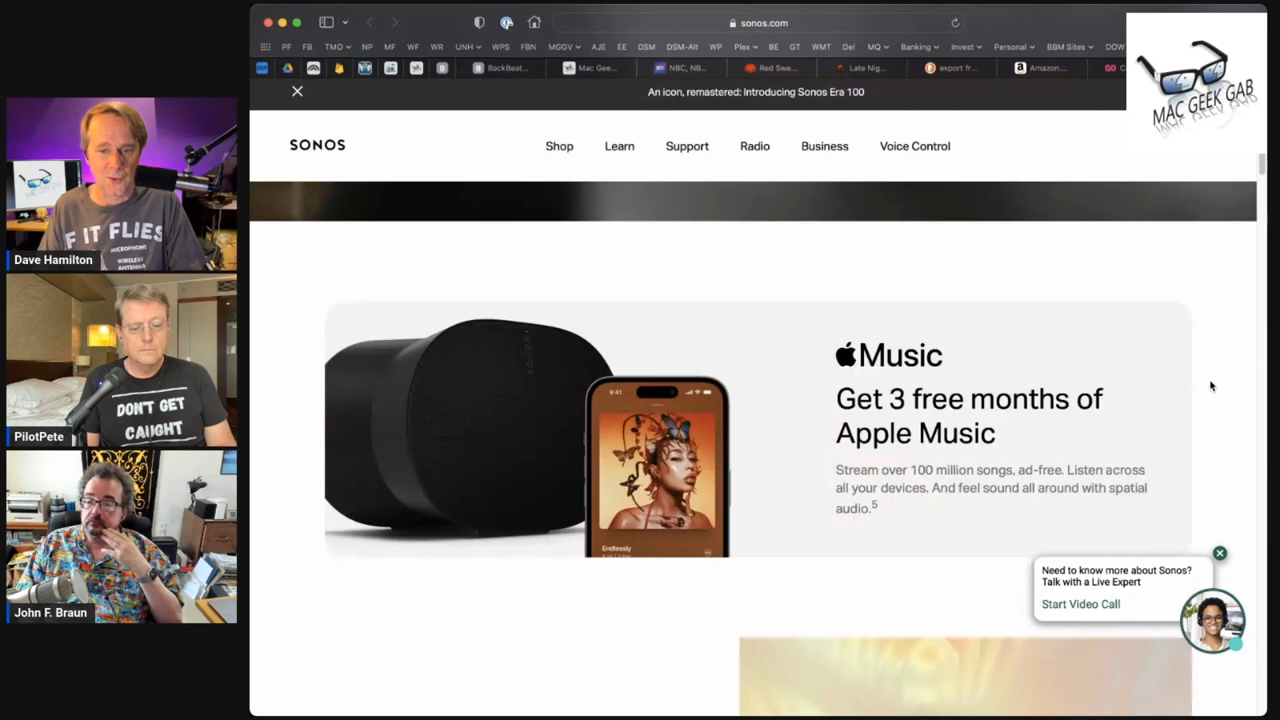 sonos.com
PF FB TMO NP MF WF WR UNH WPS FBN MGGV AJE EE DSM DSM-Alt WP Plex BE GT WMT Del MQ Banking Invest Personal BBM Sites DOW
BackBeat... Mac Gee... NBC, NB... Red Swe... Late Nig... export fr... Amazon....
An icon, remastered: Introducing Sonos Era 100
MAC GEEK GAB
SONOS
Shop Learn Support Radio Business Voice Control
F IT FLIES
MICROPHONES
WIRELESS
ANTENNA
Dave Hamilton
DON'T GET
CAUGHT
PilotPete
John F. Braun
SONOS
9:41
Endlessly
Music
Get 3 free months of
Apple Music
Stream over 100 million songs, ad-free. Listen across
all your devices. And feel sound all around with spatial
audio.5
Need to know more about Sonos?
Talk with a Live Expert
Start Video Call